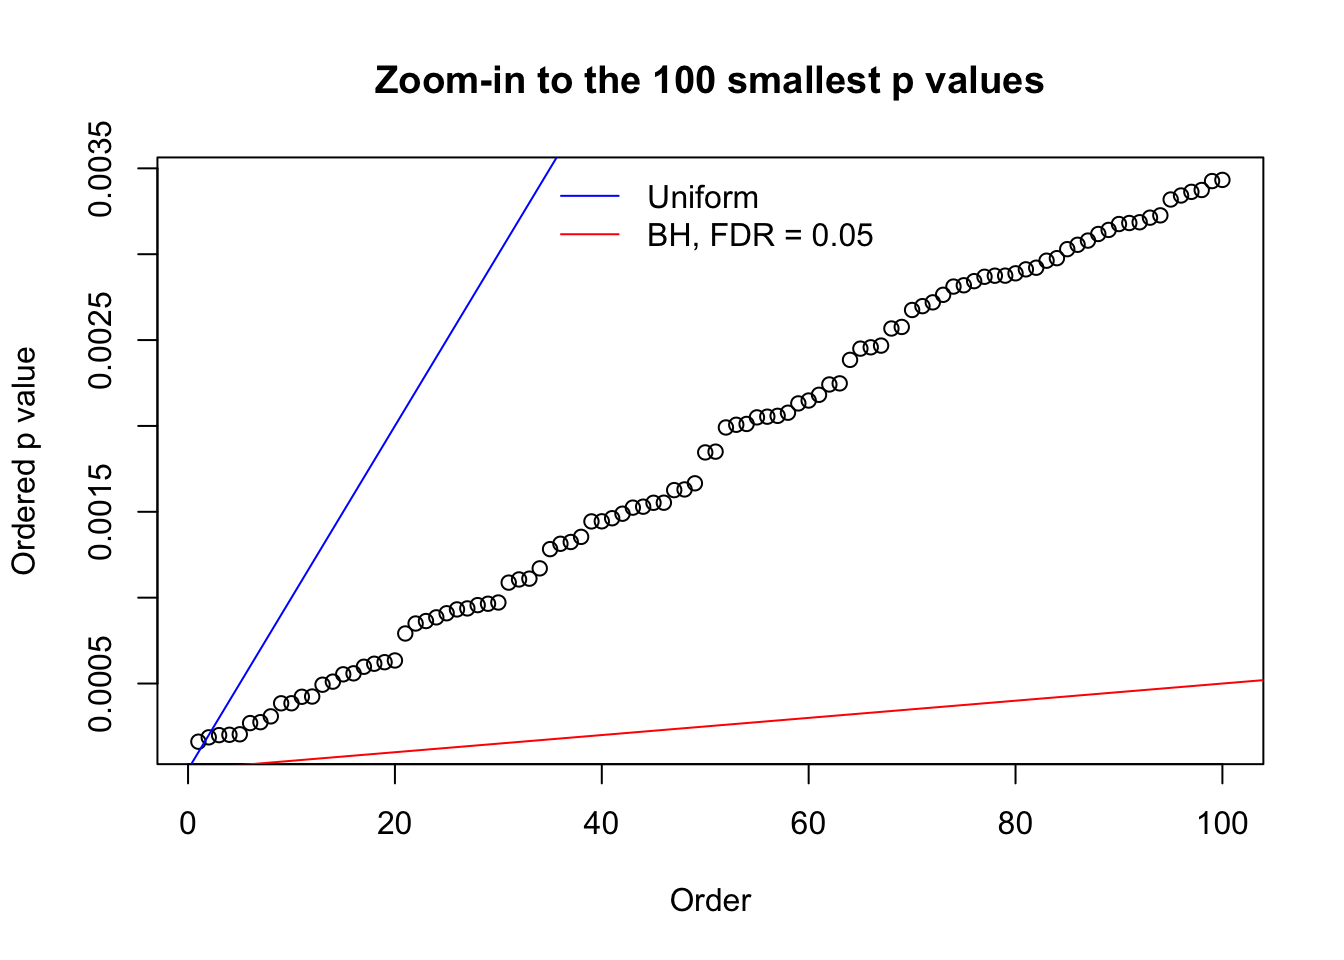 Zoom-in to the 100 smallest p values
Uniform
BH, FDR = 0.05
Ordered p value
0.0035
0.0025
0.0015
0.0005
0 20 40 60 80 100
Order